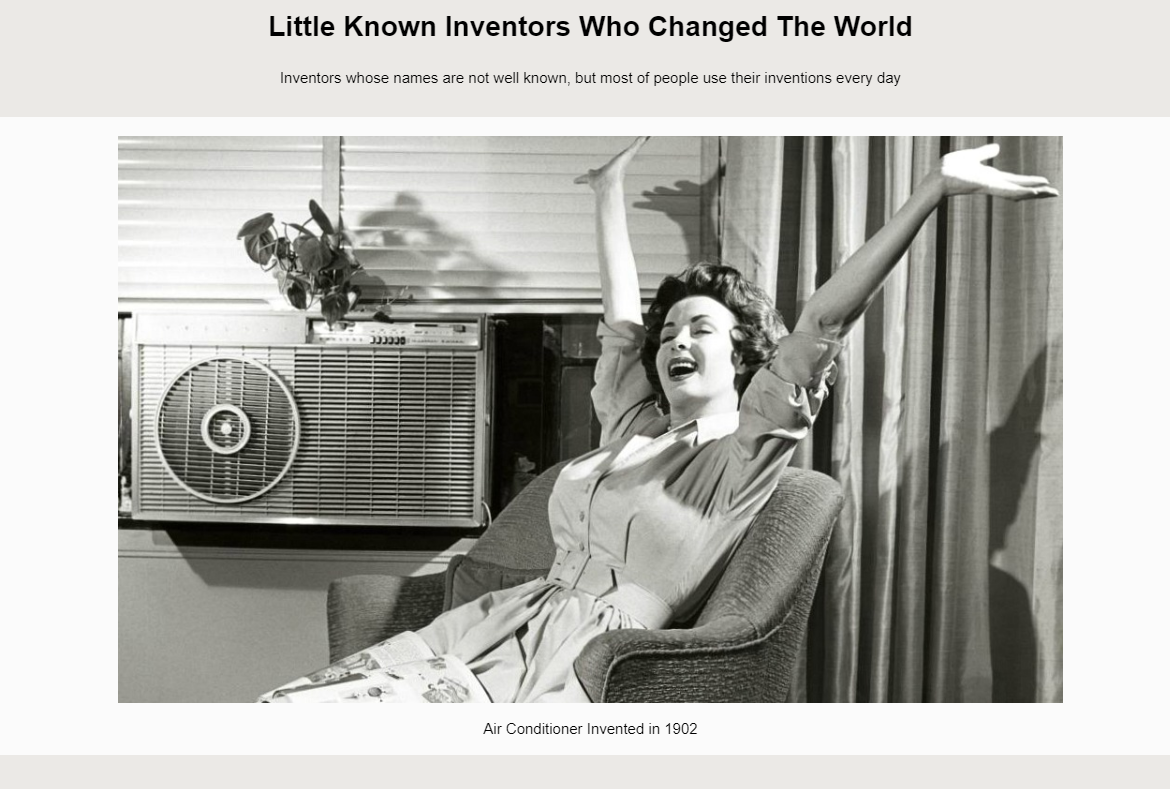 Little Known Inventors Who Changed The World
Inventors whose names are not well known, but most of people use their inventions every day
Air Conditioner Invented in 1902